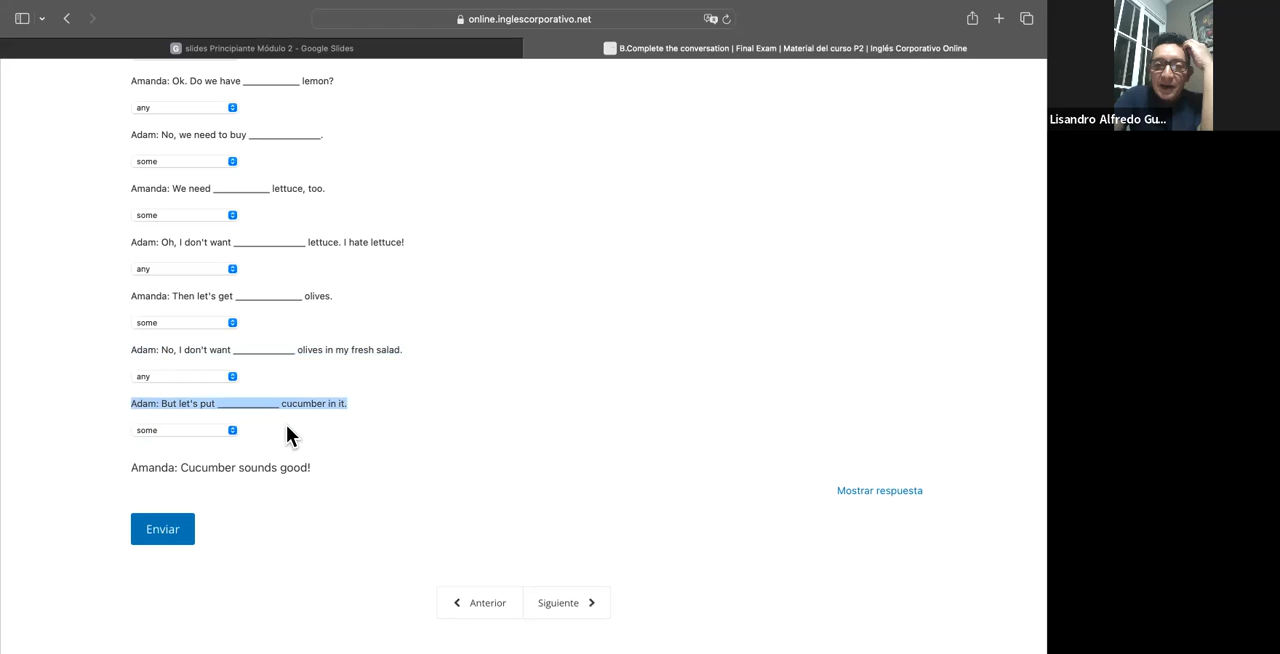 online.inglescorporativo.net
slides Principiante Módulo 2 - Google Slides
B.Complete the conversation | Final Exam | Material del curso P2 | Inglés Corporativo Online
Lisandro Alfredo Gu...
Amanda: Ok. Do we have ___________ lemon?
any
Adam: No, we need to buy ______________.
some
Amanda: We need ___________ lettuce, too.
some
Adam: Oh, I don't want ______________ lettuce. I hate lettuce!
any
Amanda: Then let's get _____________ olives.
some
Adam: No, I don't want ____________ olives in my fresh salad.
any
Adam: But let's put ____________ cucumber in it.
some
Amanda: Cucumber sounds good!
Mostrar respuesta
Enviar
Anterior
Siguiente